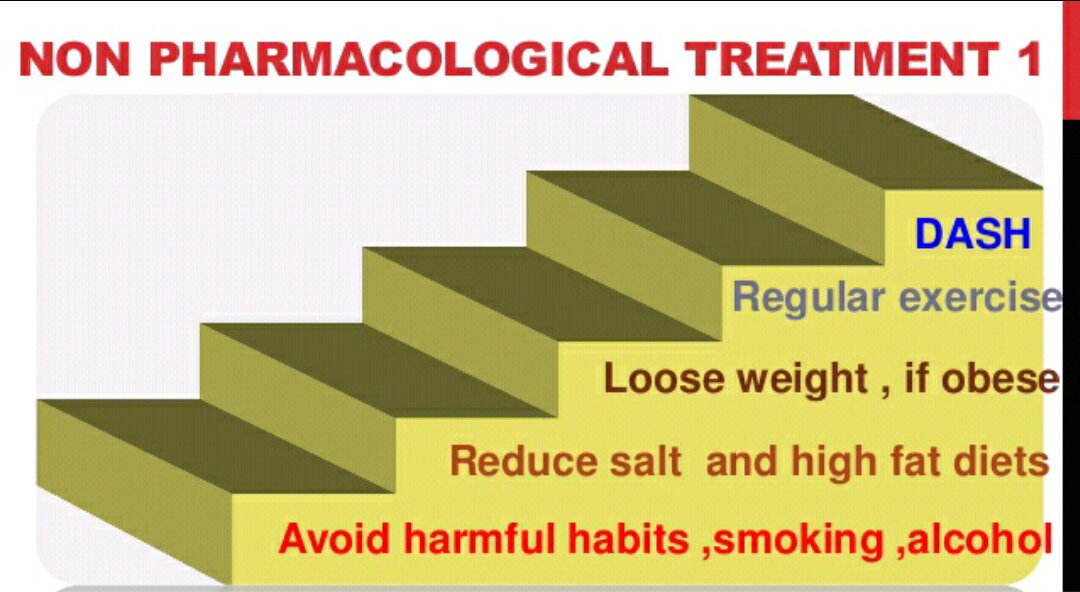 NON PHARMACOLOGICAL TREATMENT 1
DASH
Regular exercise
Loose weight , if obese
Reduce salt  and high fat diets
Avoid harmful habits ,smoking ,alcohol